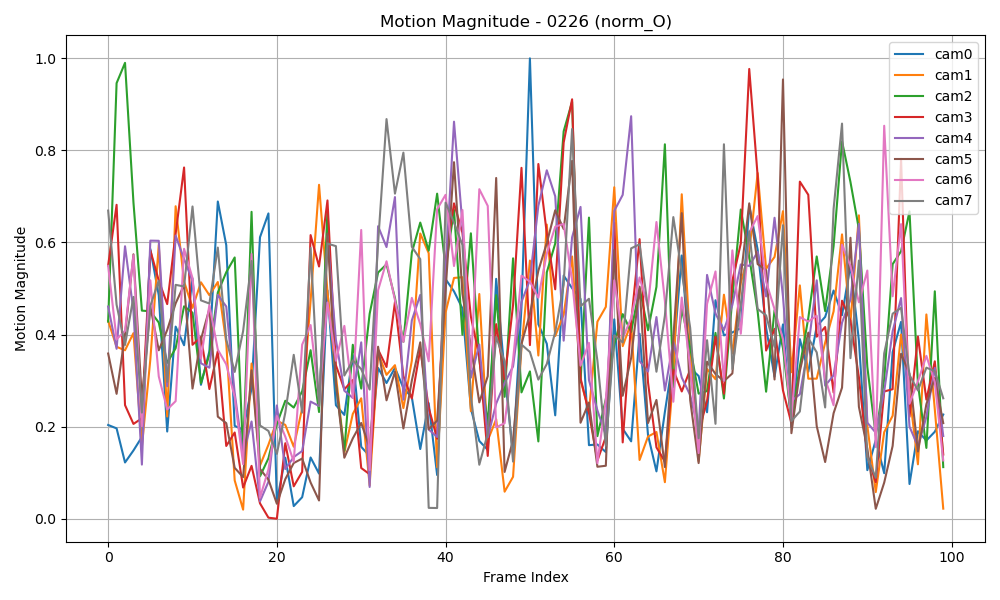 Motion Magnitude - 0226 (norm_O)
Motion Magnitude
1.0
0.8
0.6
0.4
0.2
0.0
0
20
40
60
80
100
Frame Index
cam0
cam1
cam2
cam3
cam4
cam5
cam6
cam7